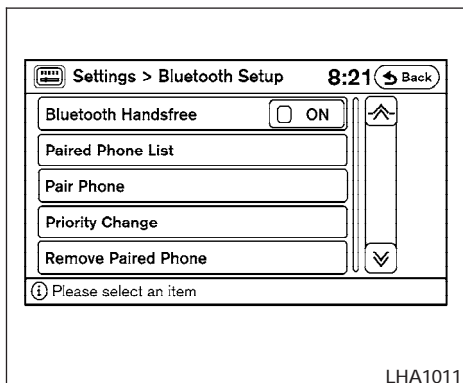 Settings > Bluetooth Setup 8:21 Back
Bluetooth Handsfree ON
Paired Phone List
Pair Phone
Priority Change
Remove Paired Phone
i Please select an item
LHA1011